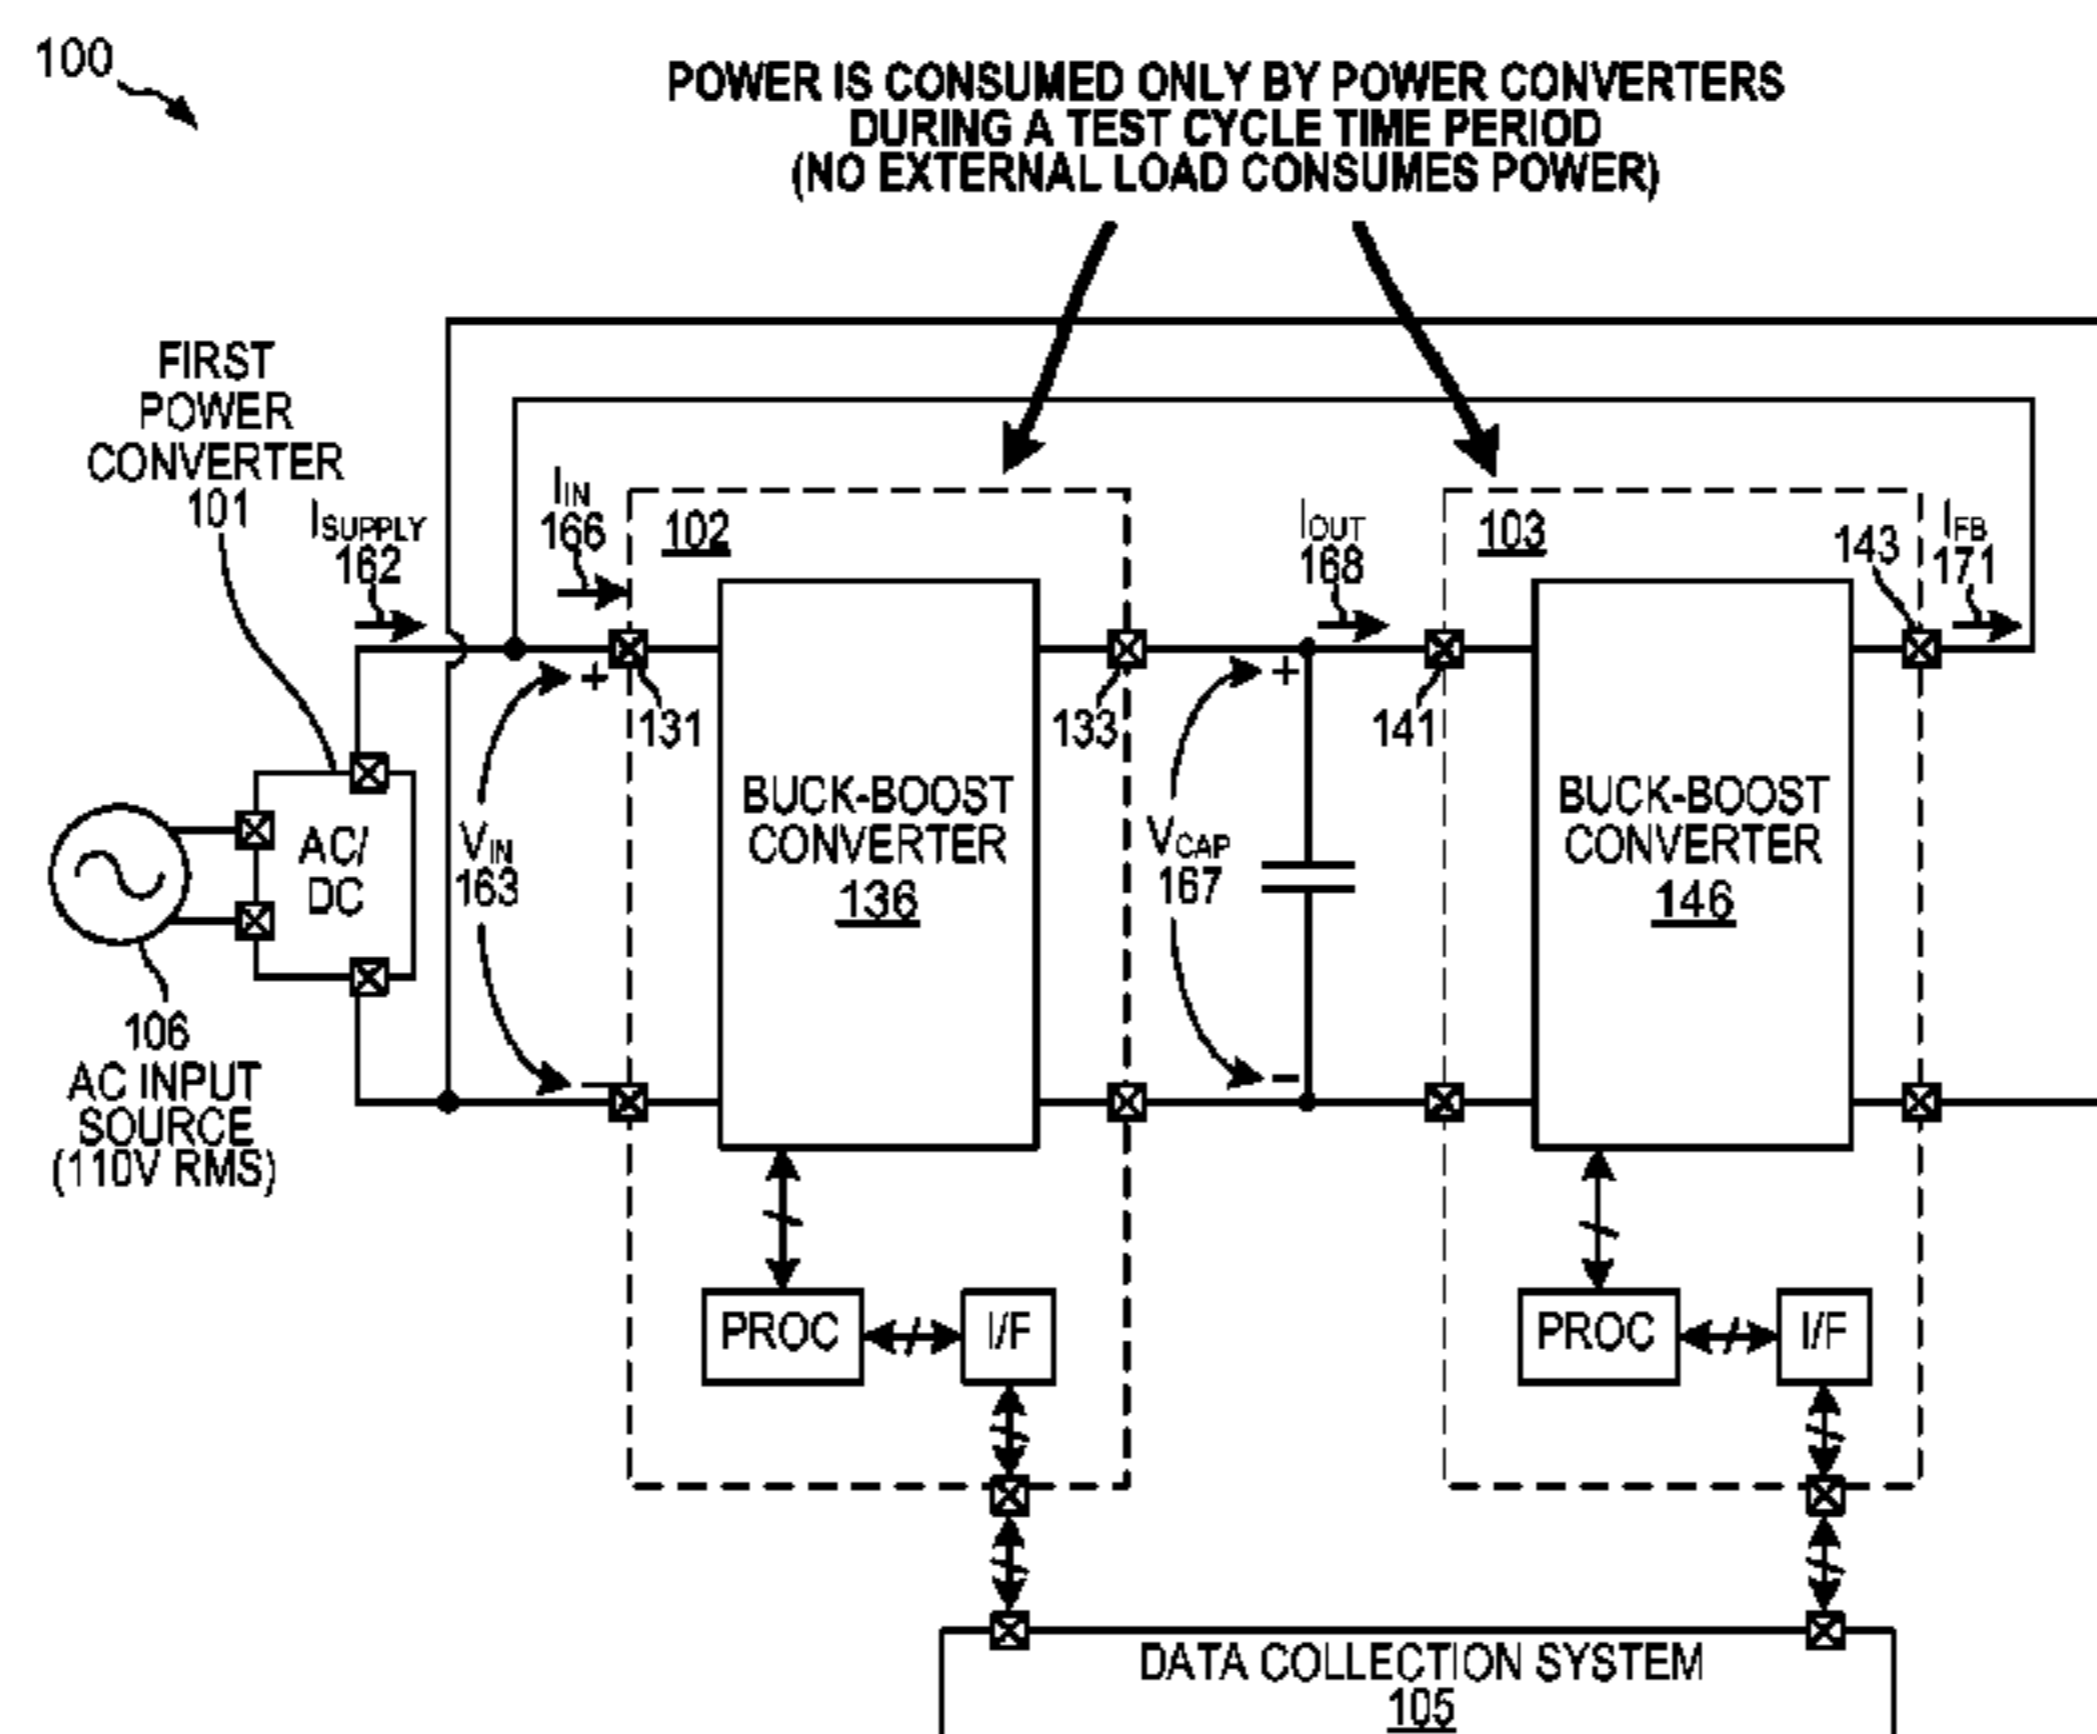 100
POWER IS CONSUMED ONLY BY POWER CONVERTERS
DURING A TEST CYCLE TIME PERIOD
(NO EXTERNAL LOAD CONSUMES POWER)
FIRST
POWER
CONVERTER
101
ISUPPLY
162
IIN
166
102
IOUT
168
103
143
IFB
171
131
133
141
+
+
AC/
DC
VIN
163
BUCK-BOOST
CONVERTER
136
VCAP
167
BUCK-BOOST
CONVERTER
146
−
−
106
AC INPUT
SOURCE
(110V RMS)
PROC
I/F
PROC
I/F
DATA COLLECTION SYSTEM
105